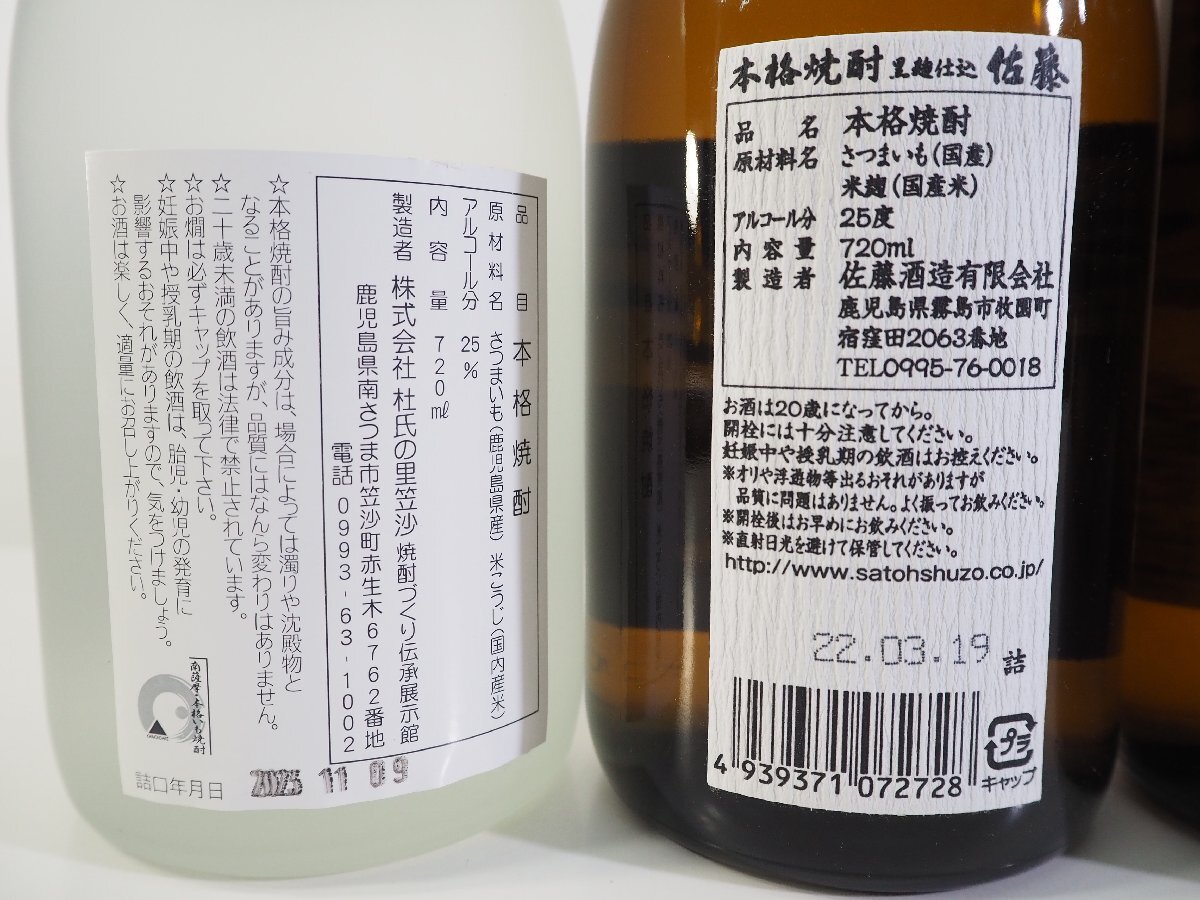 品目 本格焼酎
原材料名 さつまいも(鹿児島県産) 米こうじ(国内産米)
アルコール分 25%
内容量 720ml
製造者 株式会社 杜氏の里笠沙 焼酎づくり伝承展示館
鹿児島県南さつま市笠沙町赤生木6762番地
電話 0993-63-1002
☆本格焼酎の旨み成分は、場合によっては濁りや沈殿物と
なることがありますが、品質にはなんら変わりはありません。
☆二十歳未満の飲酒は法律で禁止されています。
☆お燗は必ずキャップを取って下さい。
☆妊娠中や授乳期の飲酒は、胎児・幼児の発育に
影響するおそれがありますので、気をつけましょう。
☆お酒は楽しく、適量にお召し上がりください。
南薩摩・本格いも焼酎
詰口年月日 2023 11 09
本格焼酎 黒麹仕込 佐藤
品名 本格焼酎
原材料名 さつまいも(国産)
米麹(国産米)
アルコール分 25度
内容量 720ml
製造者 佐藤酒造有限会社
鹿児島県霧島市牧園町
宿窪田2063番地
TEL0995-76-0018
お酒は20歳になってから。
開栓には十分注意してください。
妊娠中や授乳期の飲酒はお控えください。
※オリや浮遊物等出るおそれがありますが
品質に問題はありません。よく振ってお飲みください。
※開栓後はお早めにお飲みください。
※直射日光を避けて保管してください。
http://www.satohshuzo.co.jp/
22.03.19 詰
4 939371 072728
プラ
キャップ